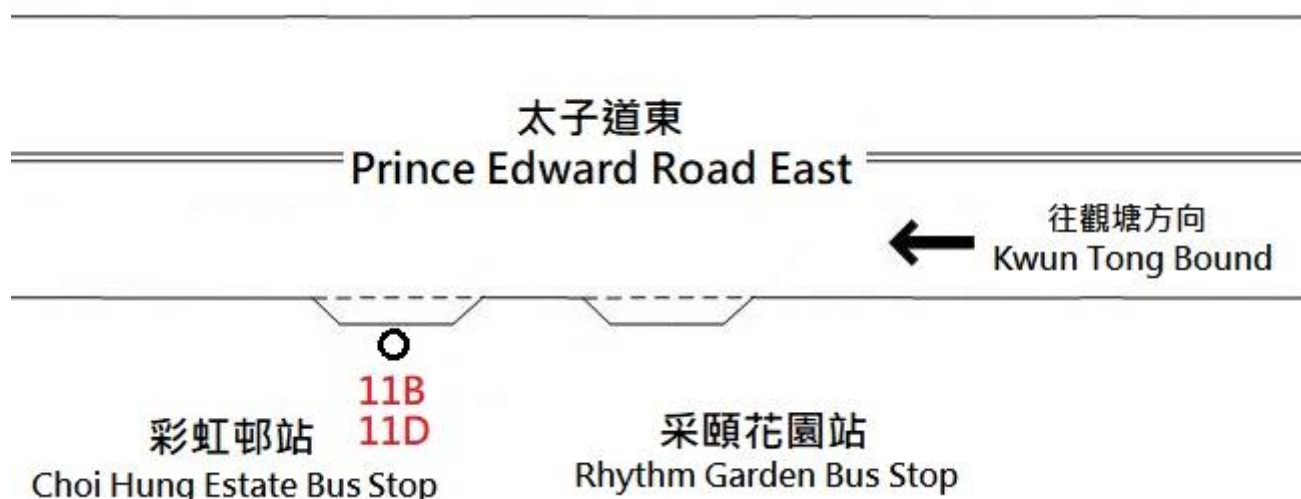 太子道東
Prince Edward Road East
往觀塘方向
Kwun Tong Bound
11B
11D
彩虹邨站
Choi Hung Estate Bus Stop
采頤花園站
Rhythm Garden Bus Stop